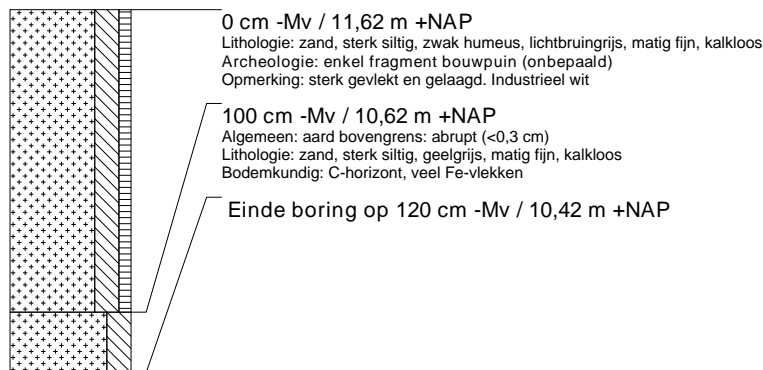 0 cm -Mv / 11,62 m +NAP
Lithologie: zand, sterk siltig, zwak humeus, lichtbruingrijs, matig fijn, kalkloos
Archeologie: enkel fragment bouwpuin (onbepaald)
Opmerking: sterk gevlekt en gelaagd. Industrieel wit
100 cm -Mv / 10,62 m +NAP
Algemeen: aard bovengrens: abrupt (<0,3 cm)
Lithologie: zand, sterk siltig, geelgrijs, matig fijn, kalkloos
Bodemkundig: C-horizont, veel Fe-vlekken
Einde boring op 120 cm -Mv / 10,42 m +NAP